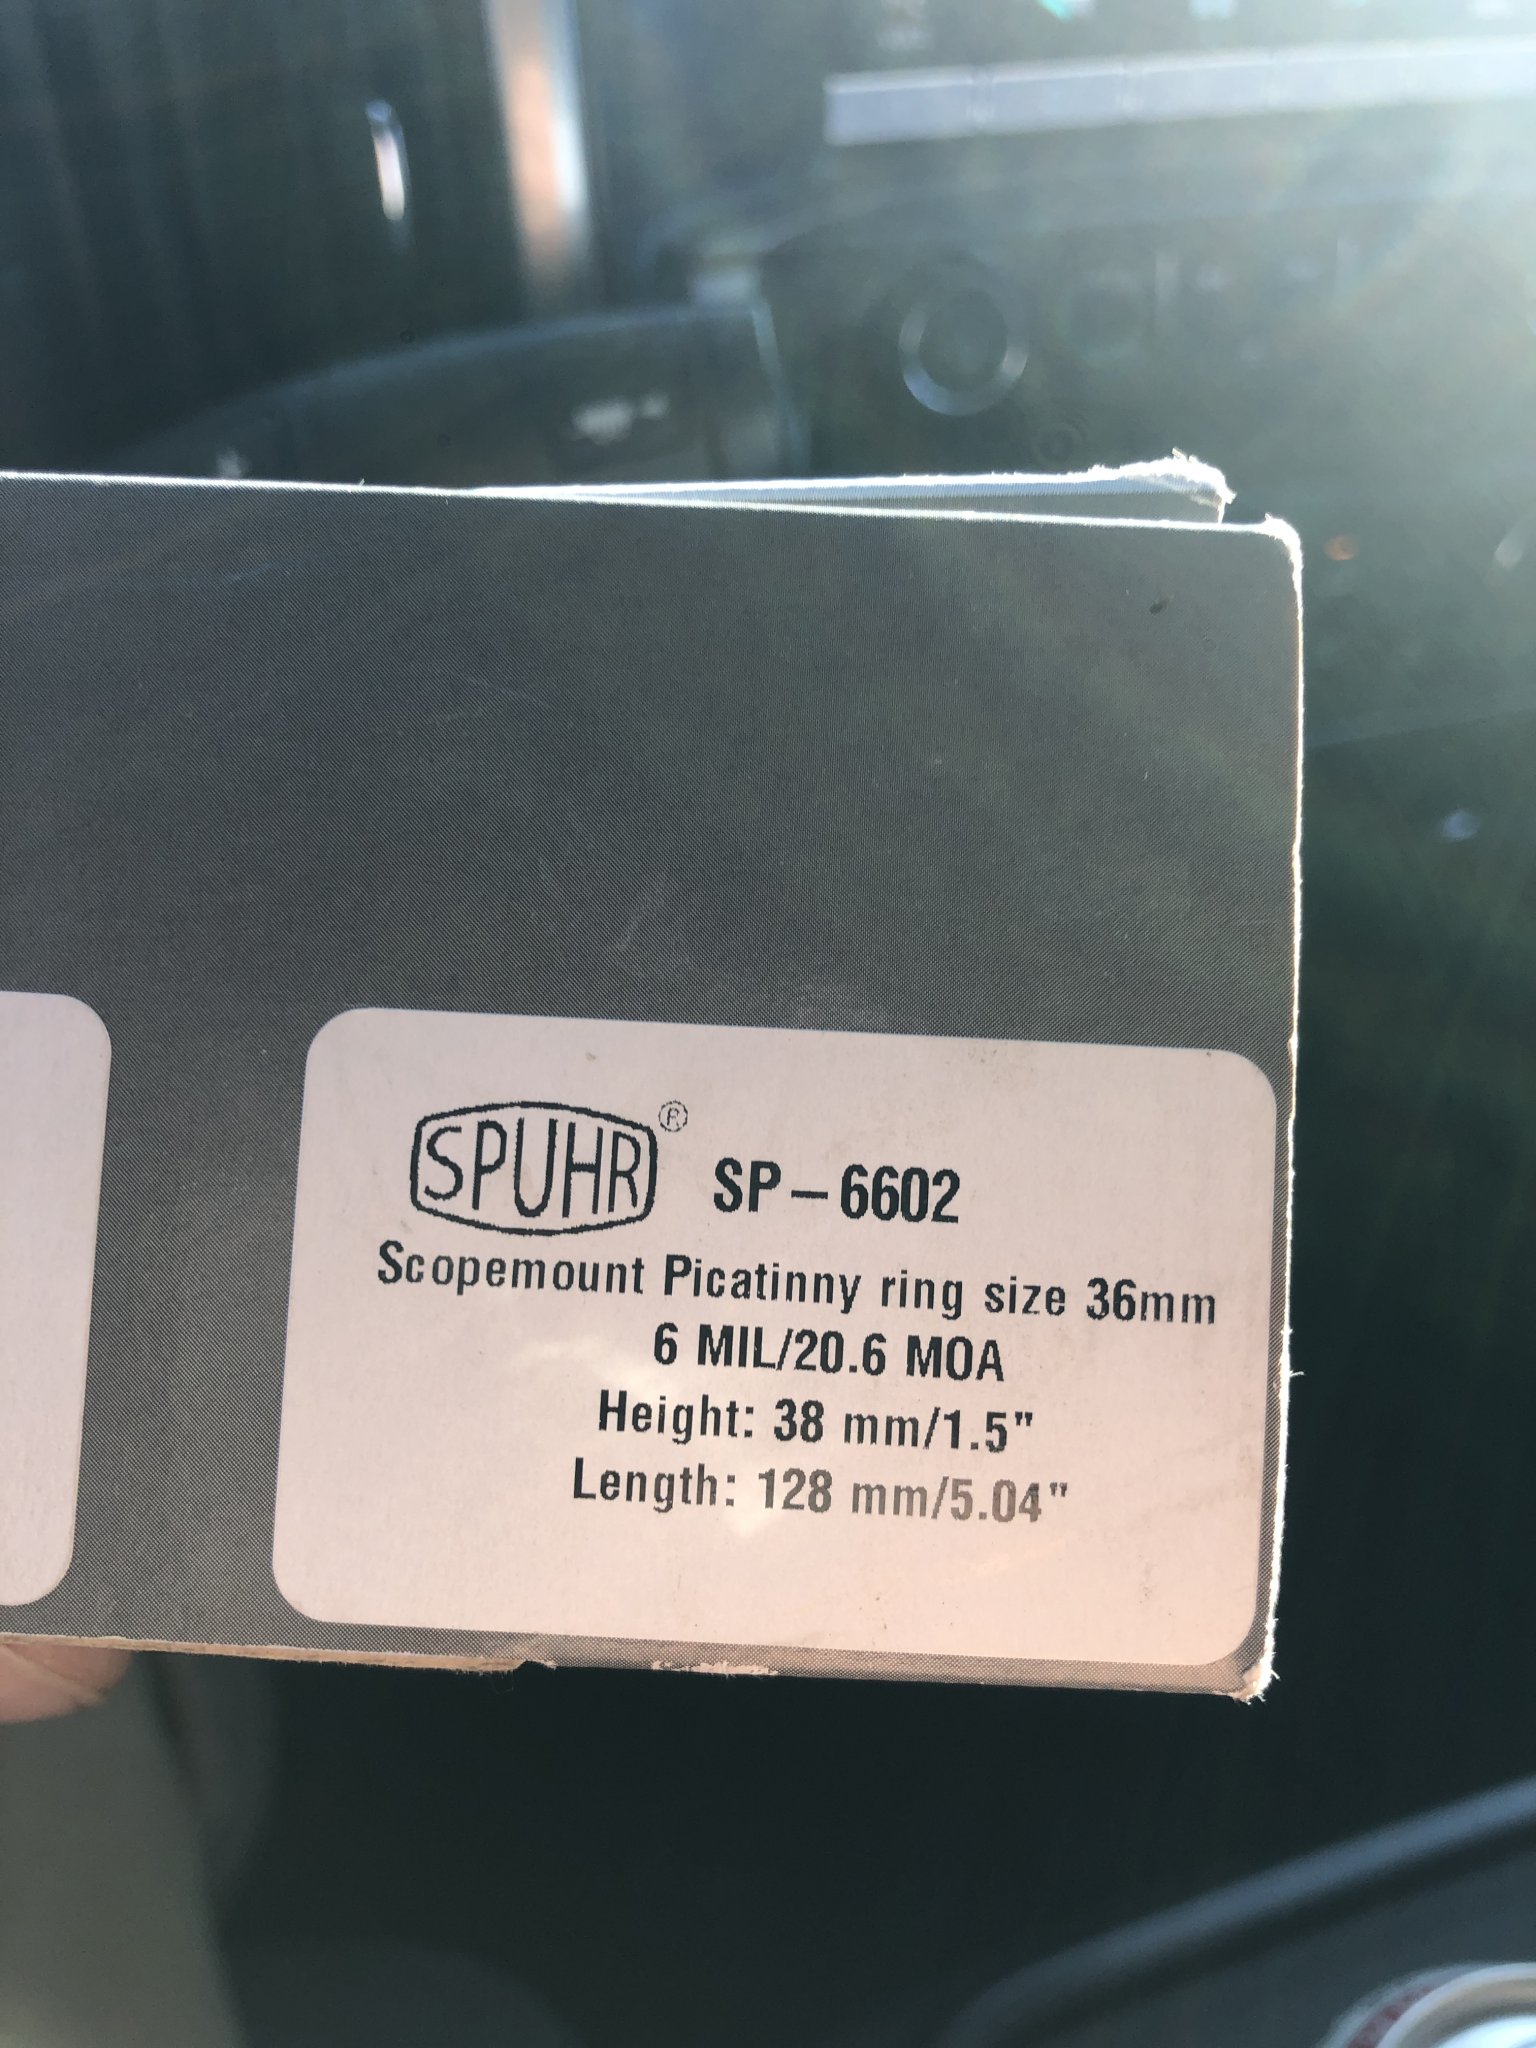 SPUHR® SP-6602
Scopemount Picatinny ring size 36mm
6 MIL/20.6 MOA
Height: 38 mm/1.5"
Length: 128 mm/5.04"